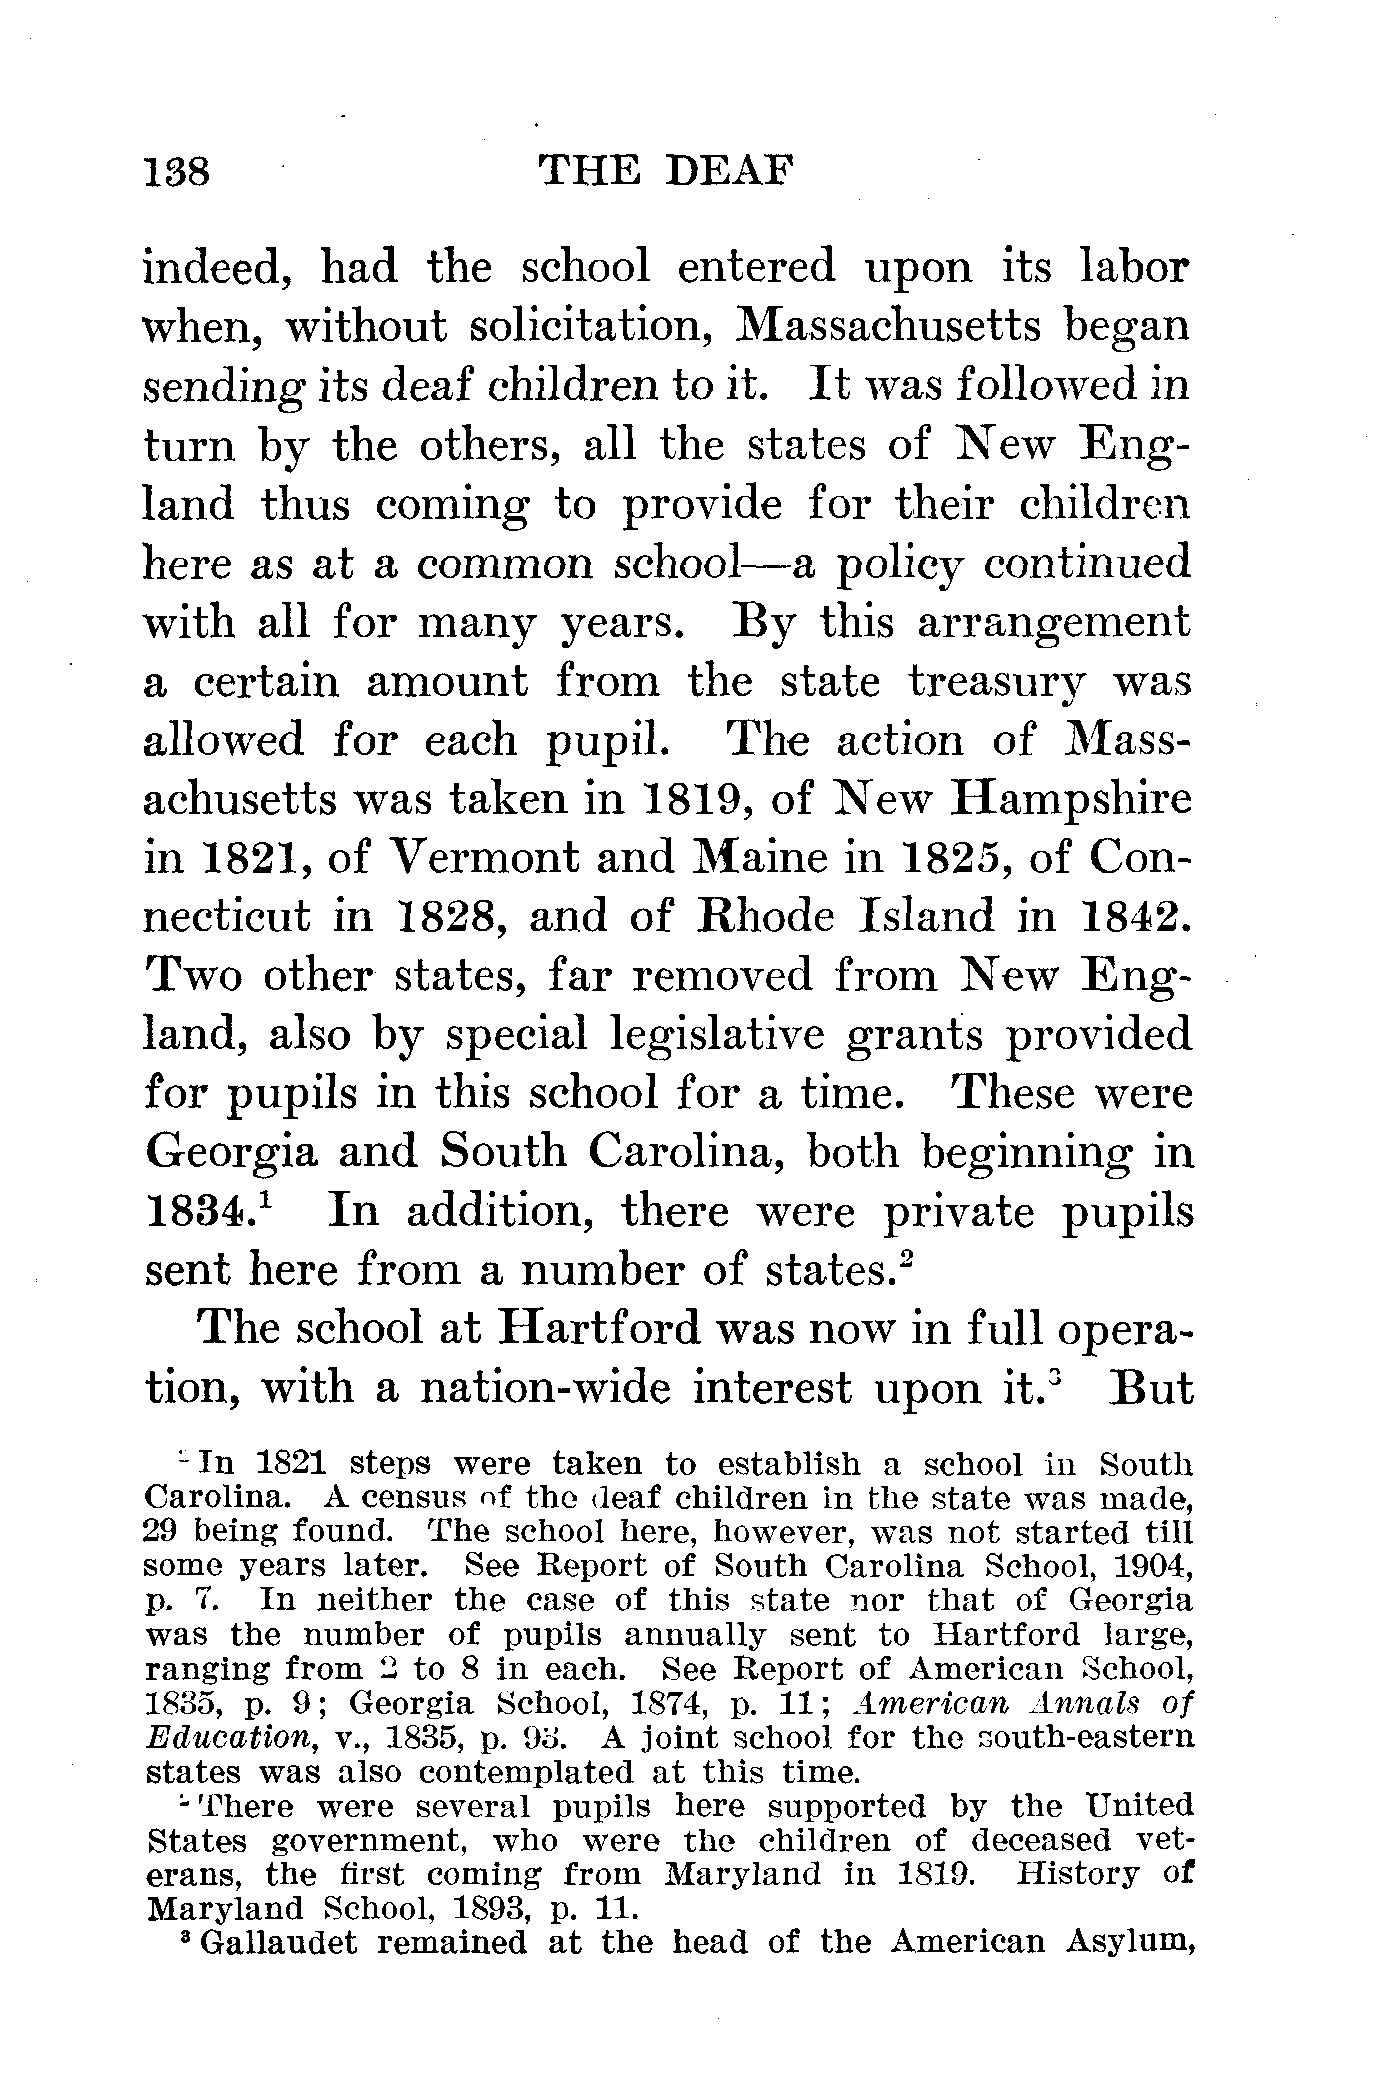 138 THE DEAF
indeed, had the school entered upon its labor
when, without solicitation, Massachusetts began
sending its deaf children to it. It was followed in
turn by the others, all the states of New Eng-
land thus coming to provide for their children
here as at a common school—a policy continued
with all for many years. By this arrangement
a certain amount from the state treasury was
allowed for each pupil. The action of Mass-
achusetts was taken in 1819, of New Hampshire
in 1821, of Vermont and Maine in 1825, of Con-
necticut in 1828, and of Rhode Island in 1842.
Two other states, far removed from New Eng-
land, also by special legislative grants provided
for pupils in this school for a time. These were
Georgia and South Carolina, both beginning in
1834.¹ In addition, there were private pupils
sent here from a number of states.²
The school at Hartford was now in full opera-
tion, with a nation-wide interest upon it.³ But
¹ In 1821 steps were taken to establish a school in South
Carolina. A census of the deaf children in the state was made,
29 being found. The school here, however, was not started till
some years later. See Report of South Carolina School, 1904,
p. 7. In neither the case of this state nor that of Georgia
was the number of pupils annually sent to Hartford large,
ranging from 2 to 8 in each. See Report of American School,
1835, p. 9; Georgia School, 1874, p. 11; American Annals of
Education, v., 1835, p. 93. A joint school for the south-eastern
states was also contemplated at this time.
² There were several pupils here supported by the United
States government, who were the children of deceased vet-
erans, the first coming from Maryland in 1819. History of
Maryland School, 1893, p. 11.
³ Gallaudet remained at the head of the American Asylum,